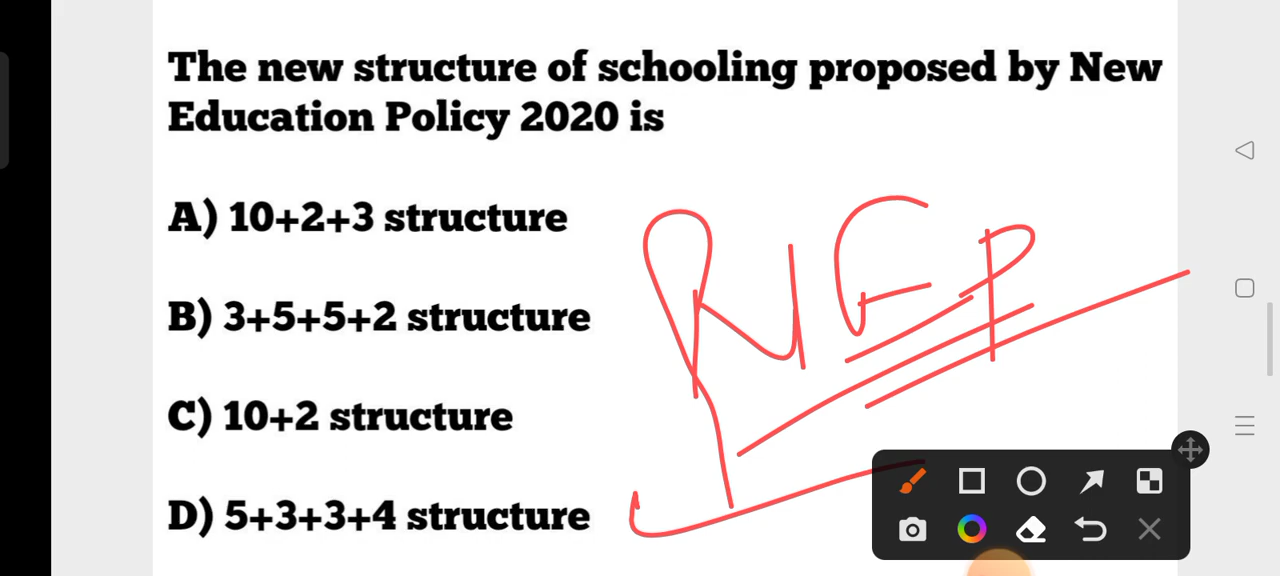 The new structure of schooling proposed by New
Education Policy 2020 is
A) 10+2+3 structure
B) 3+5+5+2 structure
C) 10+2 structure
D) 5+3+3+4 structure
NEP